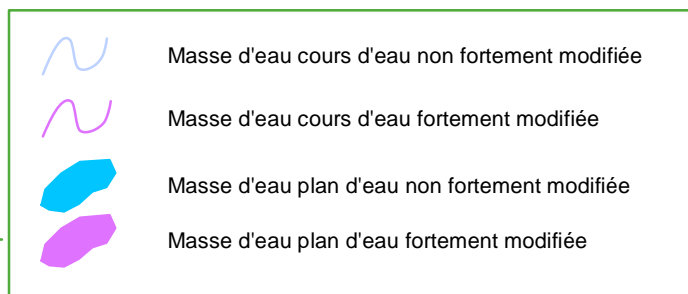 Masse d'eau cours d'eau non fortement modifiée
Masse d'eau cours d'eau fortement modifiée
Masse d'eau plan d'eau non fortement modifiée
Masse d'eau plan d'eau fortement modifiée